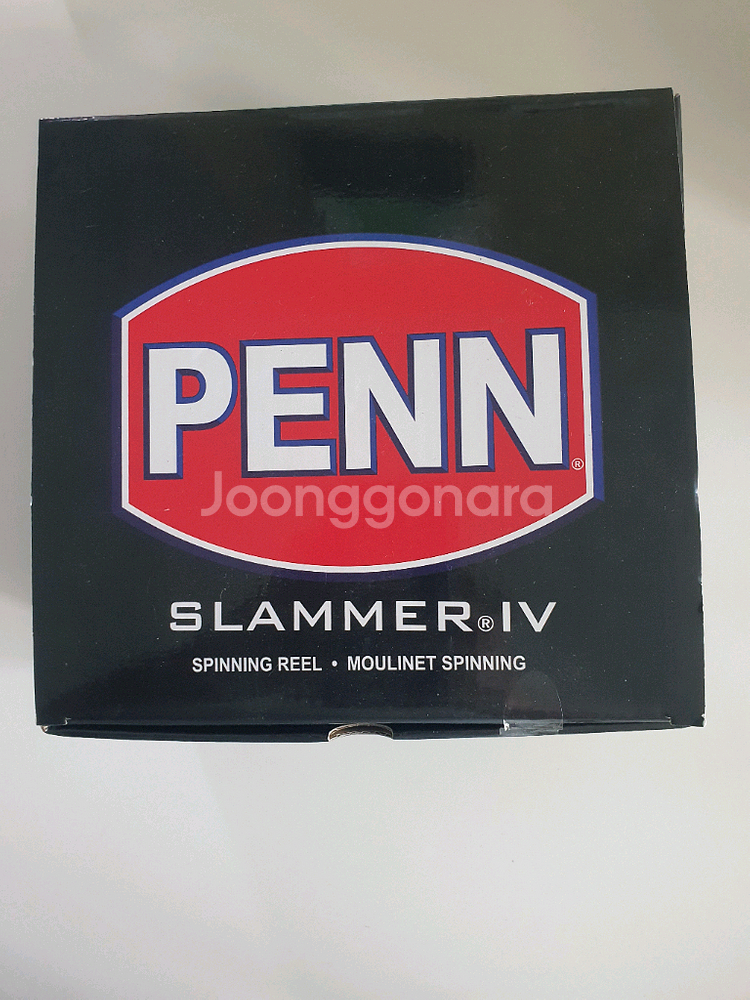 PENN®
Joonggonara
SLAMMER® IV
SPINNING REEL • MOULINET SPINNING